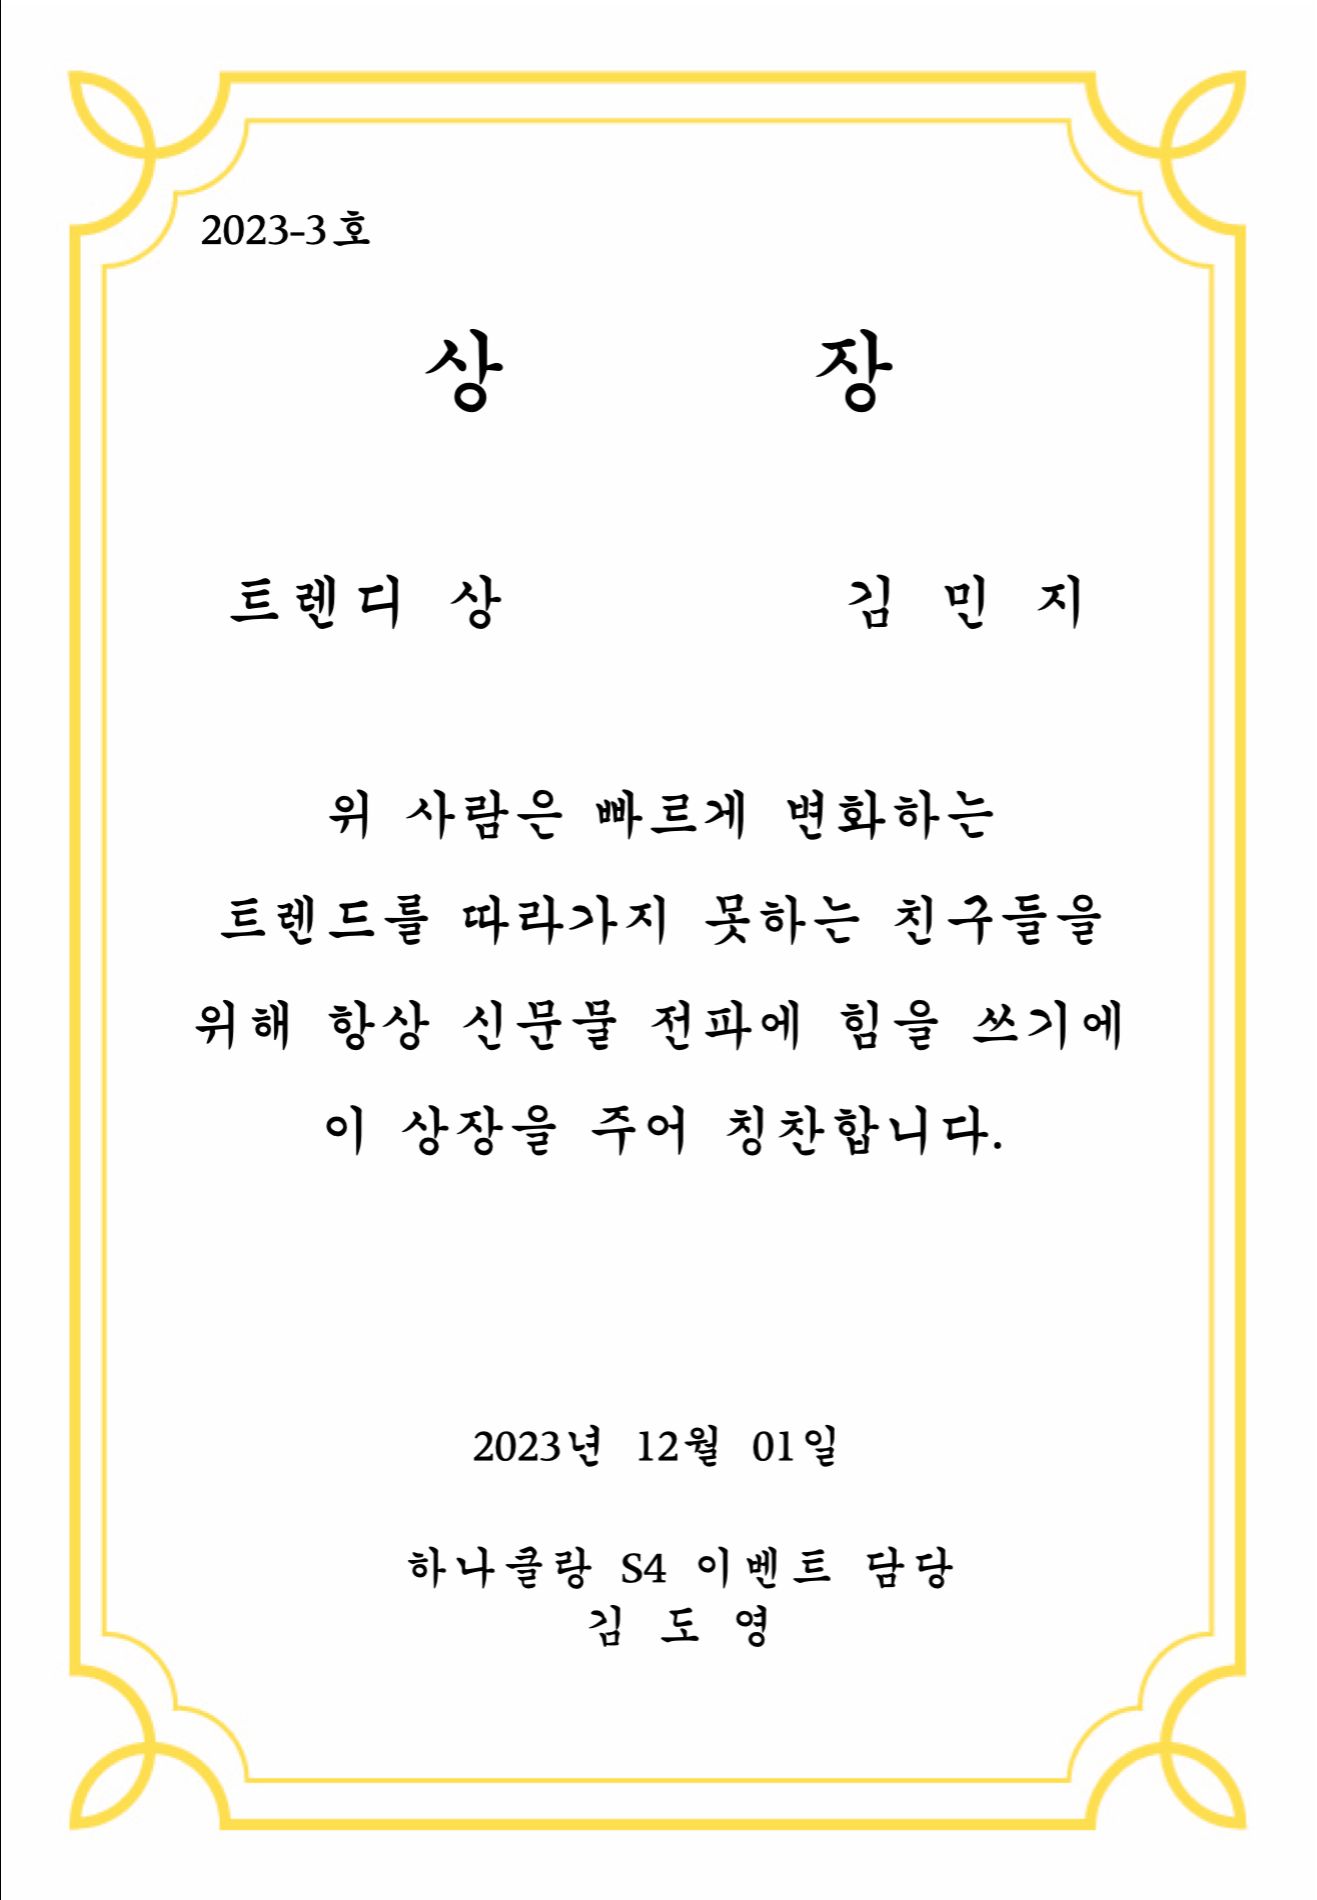 2023-3호
상 장
트렌디 상 김 민 지
위 사람은 빠르게 변화하는
트렌드를 따라가지 못하는 친구들을
위해 항상 신문물 전파에 힘을 쓰기에
이 상장을 주어 칭찬합니다.
2023년 12월 01일
하나클랑 S4 이벤트 담당
김 도 영